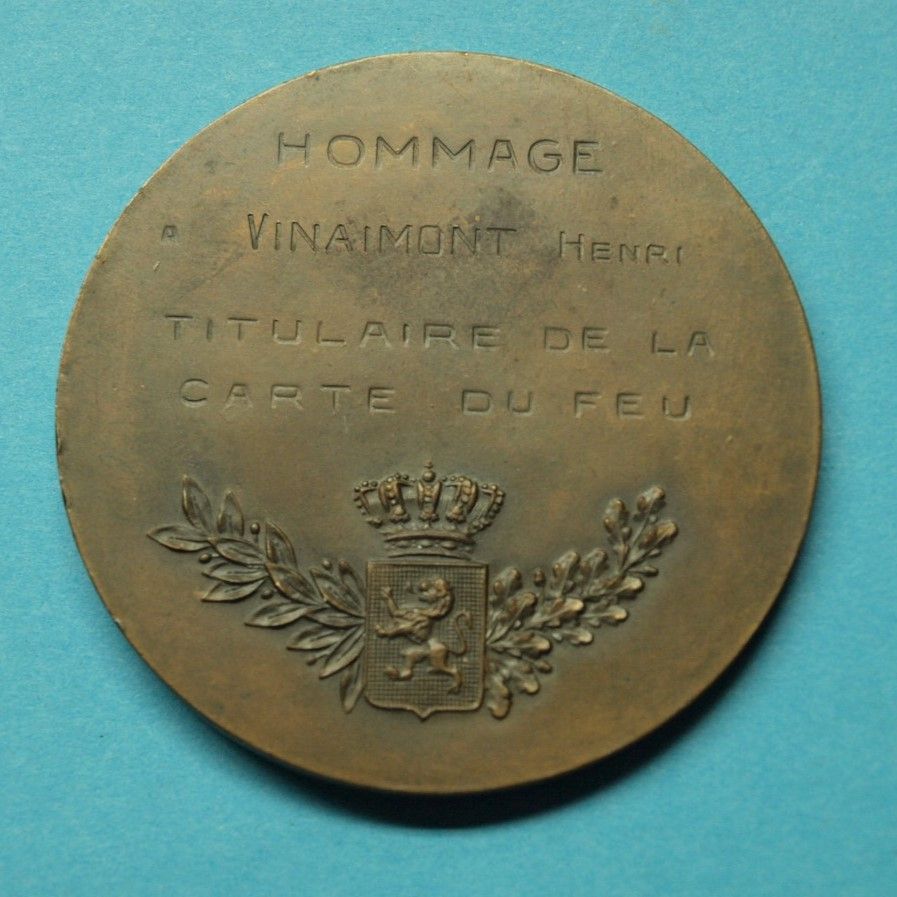 HOMMAGE
A VINAIMONT HENRI
TITULAIRE DE LA
CARTE DU FEU